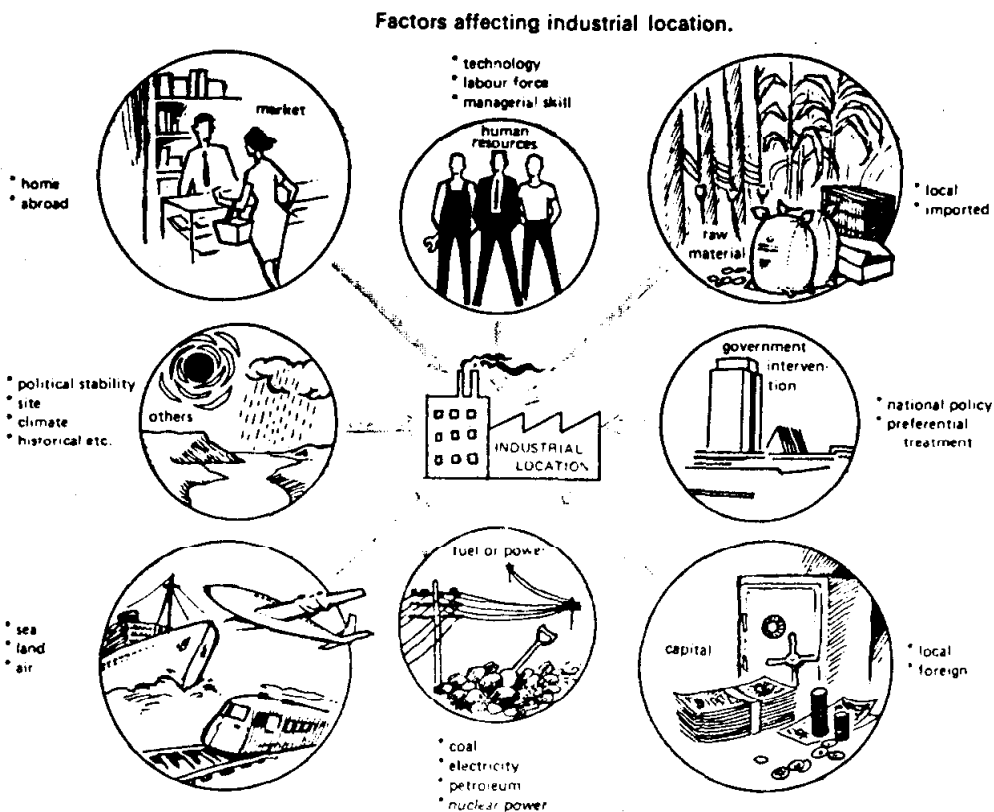 Factors affecting industrial location.
* technology
* labour force
* managerial skill
market
human
resources
* home
* abroad
raw
material
* local
* imported
* political stability
* site
* climate
* historical etc.
others
INDUSTRIAL
LOCATION
government
interven-
tion
* national policy
* preferential
treatment
* sea
* land
* air
fuel or power
* coal
* electricity
* petroleum
* nuclear power
capital
* local
* foreign